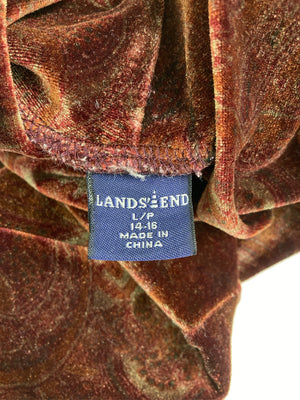 LANDS' END
L/P
14-16
MADE IN
CHINA